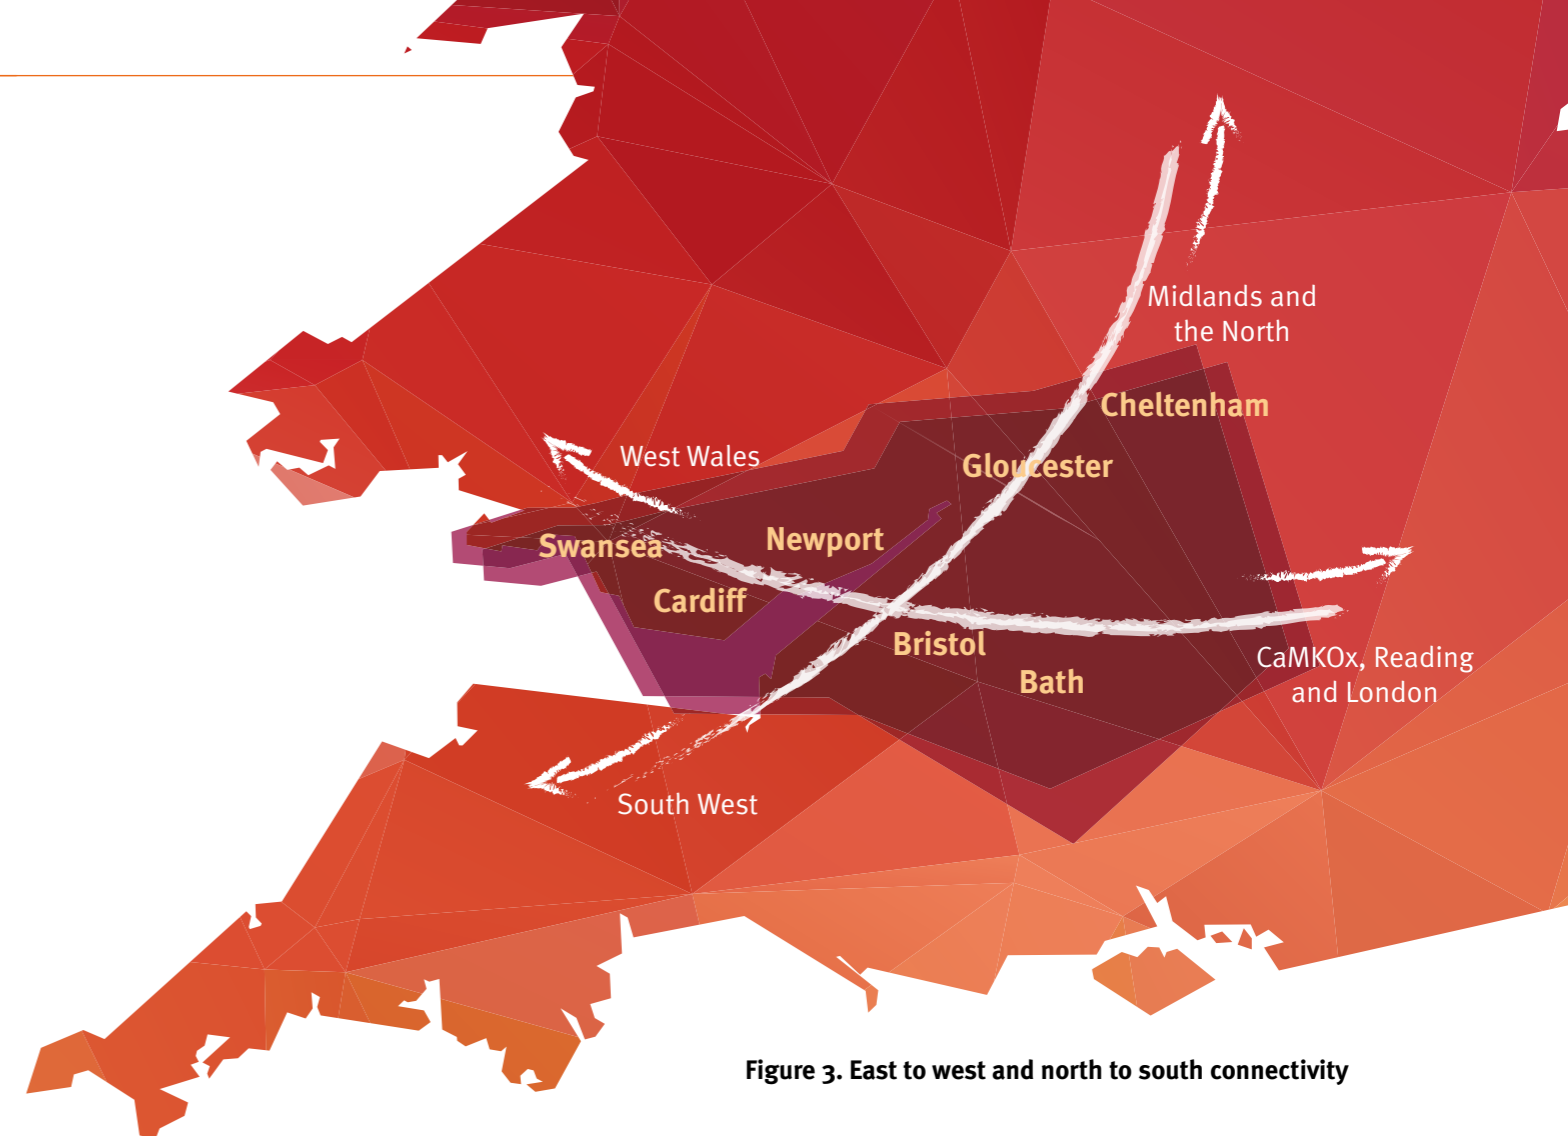 Midlands and
the North
Cheltenham
West Wales
Gloucester
Newport
Swansea
Cardiff
Bristol
CaMKOx, Reading
and London
Bath
South West
Figure 3. East to west and north to south connectivity